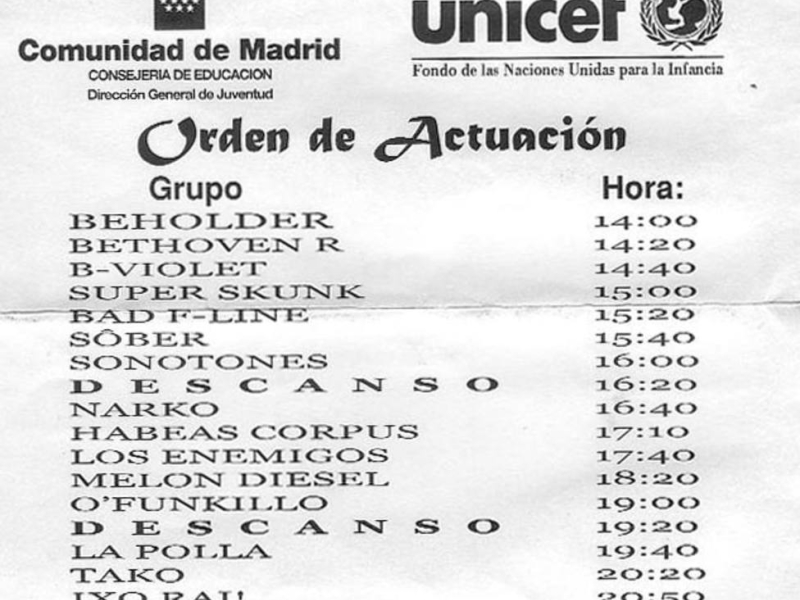 Comunidad de Madrid
CONSEJERIA DE EDUCACION
Dirección General de Juventud
unicef
Fondo de las Naciones Unidas para la Infancia
Orden de Actuación
Grupo Hora:
BEHOLDER 14:00
BETHOVEN R 14:20
B-VIOLET 14:40
SUPER SKUNK 15:00
BAD F-LINE 15:20
SÔBER 15:40
SONOTONES 16:00
D E S C A N S O 16:20
NARKO 16:40
HABEAS CORPUS 17:10
LOS ENEMIGOS 17:40
MELON DIESEL 18:20
O'FUNKILLO 19:00
D E S C A N S O 19:20
LA POLLA 19:40
TAKO 20:20
IXO RAI! 20:50